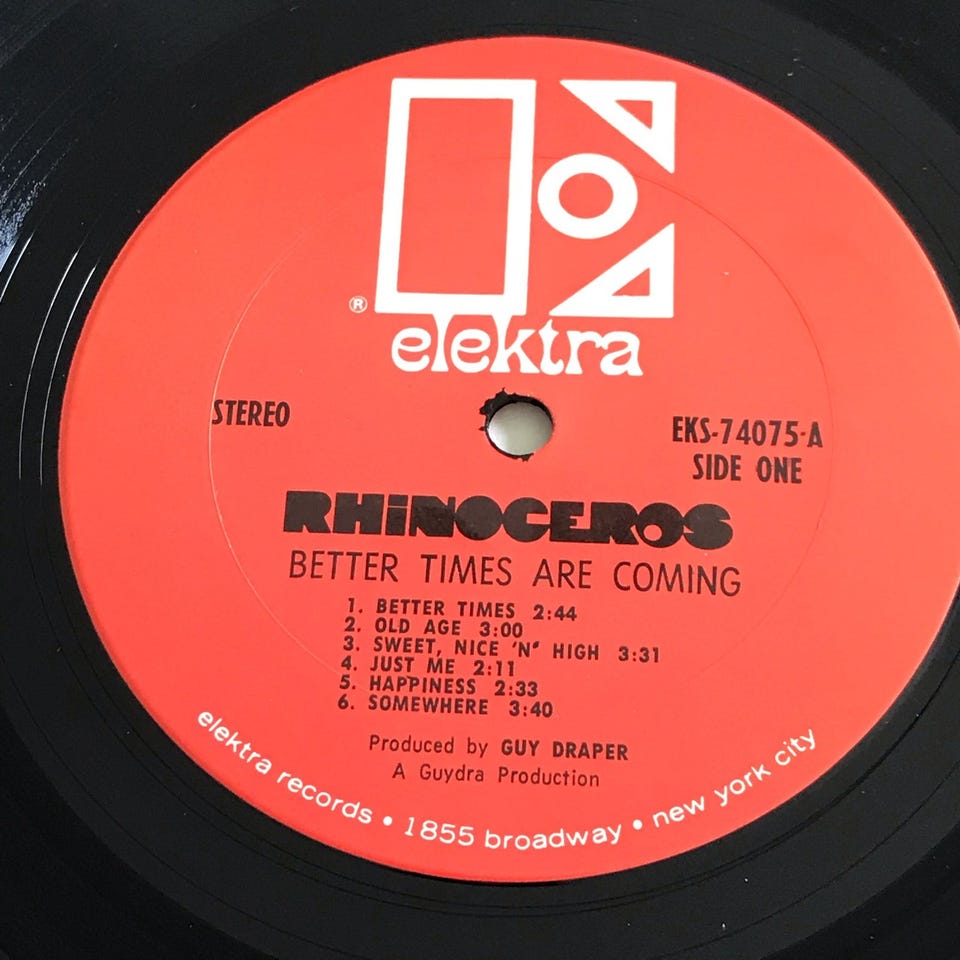 ®
elektra
STEREO
EKS-74075-A
SIDE ONE
RHINOCEROS
BETTER TIMES ARE COMING
1. BETTER TIMES 2:44
2. OLD AGE 3:00
3. SWEET, NICE 'N' HIGH 3:31
4. JUST ME 2:11
5. HAPPINESS 2:33
6. SOMEWHERE 3:40
Produced by GUY DRAPER
A Guydra Production
elektra records • 1855 broadway • new york city